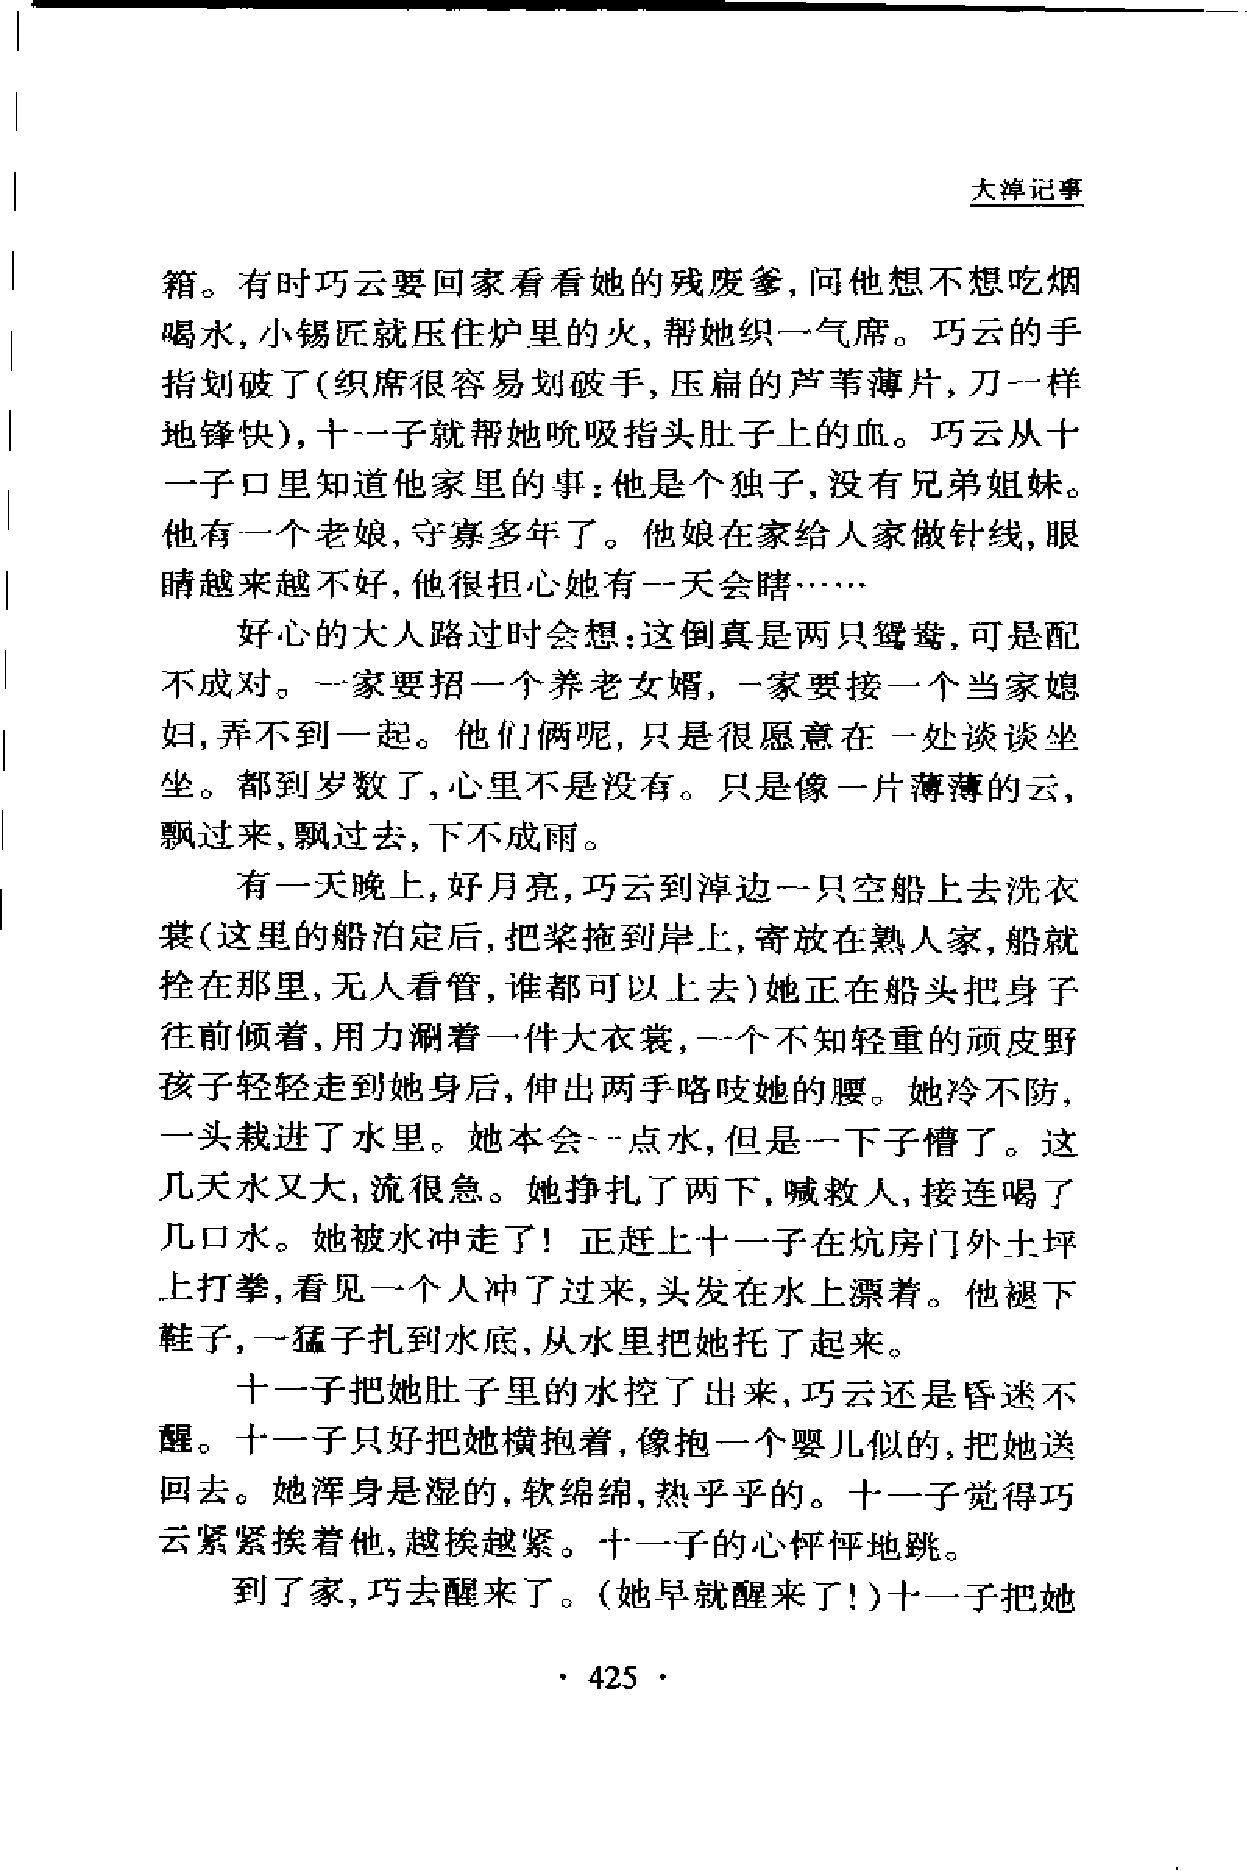 大淖记事
箱。有时巧云要回家看看她的残废爹,问他想不想吃烟
喝水,小锡匠就压住炉里的火,帮她织一气席。巧云的手
指划破了(织席很容易划破手,压扁的芦苇薄片,刀一样
地锋快),十一子就帮她吮吸指头肚子上的血。巧云从十
一子口里知道他家里的事:他是个独子,没有兄弟姐妹。
他有一个老娘,守寡多年了。他娘在家给人家做针线,眼
睛越来越不好,他很担心她有一天会瞎……
好心的大人路过时会想:这倒真是两只鸳鸯,可是配
不成对。一家要招一个养老女婿,一家要接一个当家媳
妇,弄不到一起。他们俩呢,只是很愿意在一处谈谈坐
坐。都到岁数了,心里不是没有。只是像一片薄薄的云,
飘过来,飘过去,下不成雨。
有一天晚上,好月亮,巧云到淖边一只空船上去洗衣
裳(这里的船泊定后,把桨拖到岸上,寄放在熟人家,船就
拴在那里,无人看管,谁都可以上去)她正在船头把身子
往前倾着,用力涮着一件大衣裳,一个不知轻重的顽皮野
孩子轻轻走到她身后,伸出两手咯吱她的腰。她冷不防,
一头栽进了水里。她本会一点水,但是一下子懵了。这
几天水又大,流很急。她挣扎了两下,喊救人,接连喝了
几口水。她被水冲走了!正赶上十一子在炕房门外土坪
上打拳,看见一个人冲了过来,头发在水上漂着。他褪下
鞋子,一猛子扎到水底,从水里把她托了起来。
十一子把她肚子里的水控了出来,巧云还是昏迷不
醒。十一子只好把她横抱着,像抱一个婴儿似的,把她送
回去。她浑身是湿的,软绵绵,热乎乎的。十一子觉得巧
云紧紧挨着他,越挨越紧。十一子的心怦怦地跳。
到了家,巧去醒来了。(她早就醒来了!)十一子把她
· 425 ·